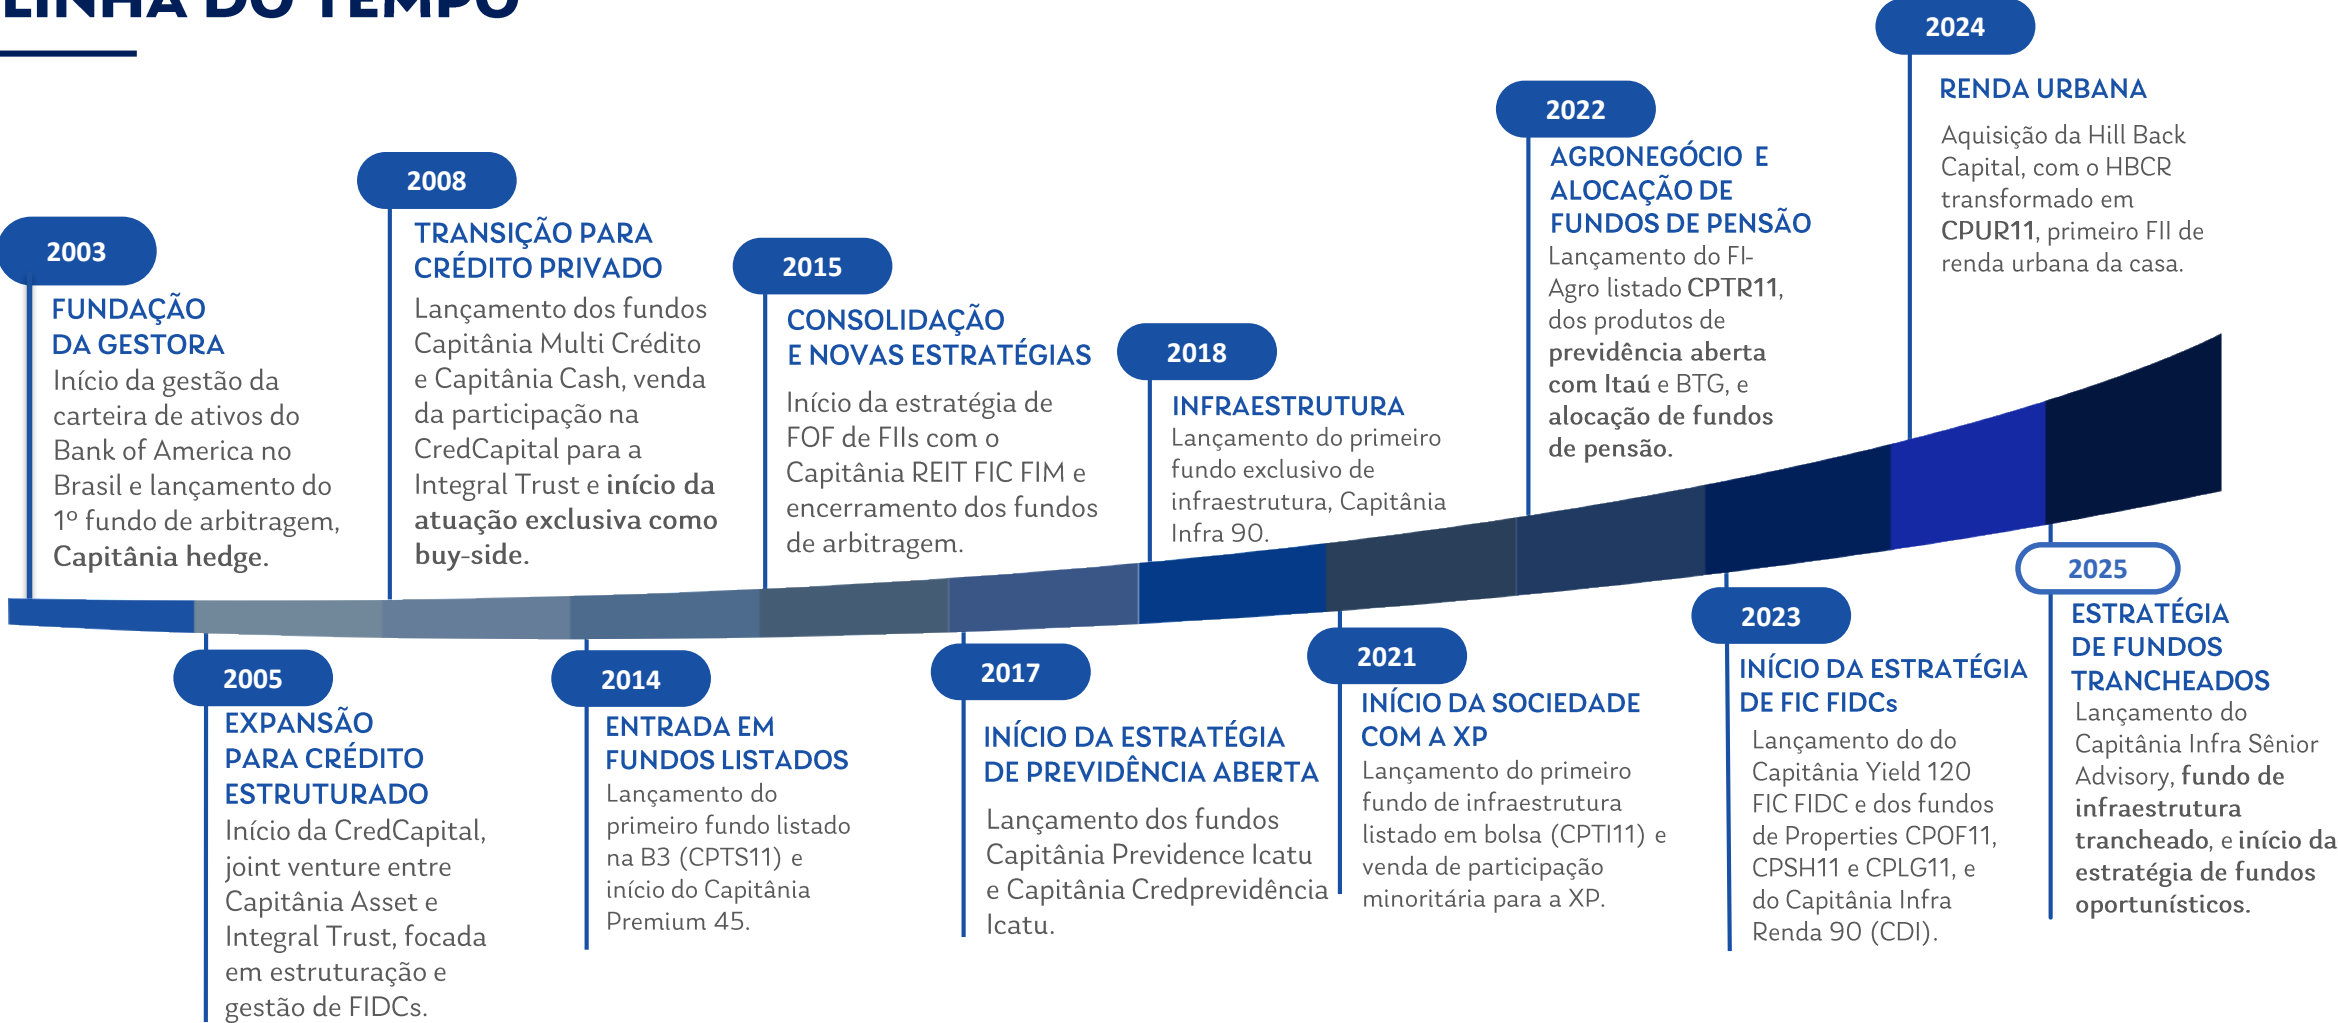 LINHA DO TEMPO
2003
FUNDAÇÃO
DA GESTORA
Início da gestão da
carteira de ativos do
Bank of America no
Brasil e lançamento do
1º fundo de arbitragem,
Capitânia hedge.
2005
EXPANSÃO
PARA CRÉDITO
ESTRUTURADO
Início da CredCapital,
joint venture entre
Capitânia Asset e
Integral Trust, focada
em estruturação e
gestão de FIDCs.
2008
TRANSIÇÃO PARA
CRÉDITO PRIVADO
Lançamento dos fundos
Capitânia Multi Crédito
e Capitânia Cash, venda
da participação na
CredCapital para a
Integral Trust e início da
atuação exclusiva como
buy-side.
2014
ENTRADA EM
FUNDOS LISTADOS
Lançamento do
primeiro fundo listado
na B3 (CPTS11) e
início do Capitânia
Premium 45.
2015
CONSOLIDAÇÃO
E NOVAS ESTRATÉGIAS
Início da estratégia de
FOF de FIIs com o
Capitânia REIT FIC FIM e
encerramento dos fundos
de arbitragem.
2017
INÍCIO DA ESTRATÉGIA
DE PREVIDÊNCIA ABERTA
Lançamento dos fundos
Capitânia Previdence Icatu
e Capitânia Credprevidência
Icatu.
2018
INFRAESTRUTURA
Lançamento do primeiro
fundo exclusivo de
infraestrutura, Capitânia
Infra 90.
2021
INÍCIO DA SOCIEDADE
COM A XP
Lançamento do primeiro
fundo de infraestrutura
listado em bolsa (CPTI11) e
venda de participação
minoritária para a XP.
2022
AGRONEGÓCIO E
ALOCAÇÃO DE
FUNDOS DE PENSÃO
Lançamento do FI-
Agro listado CPTR11,
dos produtos de
previdência aberta
com Itaú e BTG, e
alocação de fundos
de pensão.
2023
INÍCIO DA ESTRATÉGIA
DE FIC FIDCs
Lançamento do do
Capitânia Yield 120
FIC FIDC e dos fundos
de Properties CPOF11,
CPSH11 e CPLG11, e
do Capitânia Infra
Renda 90 (CDI).
2024
RENDA URBANA
Aquisição da Hill Back
Capital, com o HBCR
transformado em
CPUR11, primeiro FII de
renda urbana da casa.
2025
ESTRATÉGIA
DE FUNDOS
TRANCHEADOS
Lançamento do
Capitânia Infra Sênior
Advisory, fundo de
infraestrutura
trancheado, e início da
estratégia de fundos
oportunísticos.